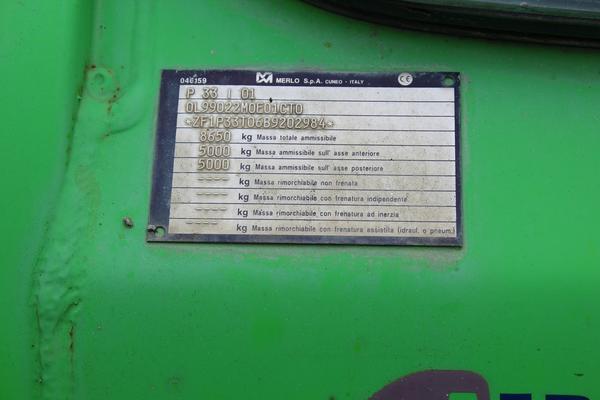 046159 MERLO S.p.A. CUNEO - ITALY CE
P 33 | 01
OL99022MOE01CTO
*ZF1P33T06B9202984*
8650 kg Massa totale ammissibile
5000 kg Massa ammissibile sull' asse anteriore
5000 kg Massa ammissibile sull' asse posteriore
---- kg Massa rimorchiabile non frenata
---- kg Massa rimorchiabile con frenatura indipendente
---- kg Massa rimorchiabile con frenatura ad inerzia
---- kg Massa rimorchiabile con frenatura assistita (idraul. o pneum.)